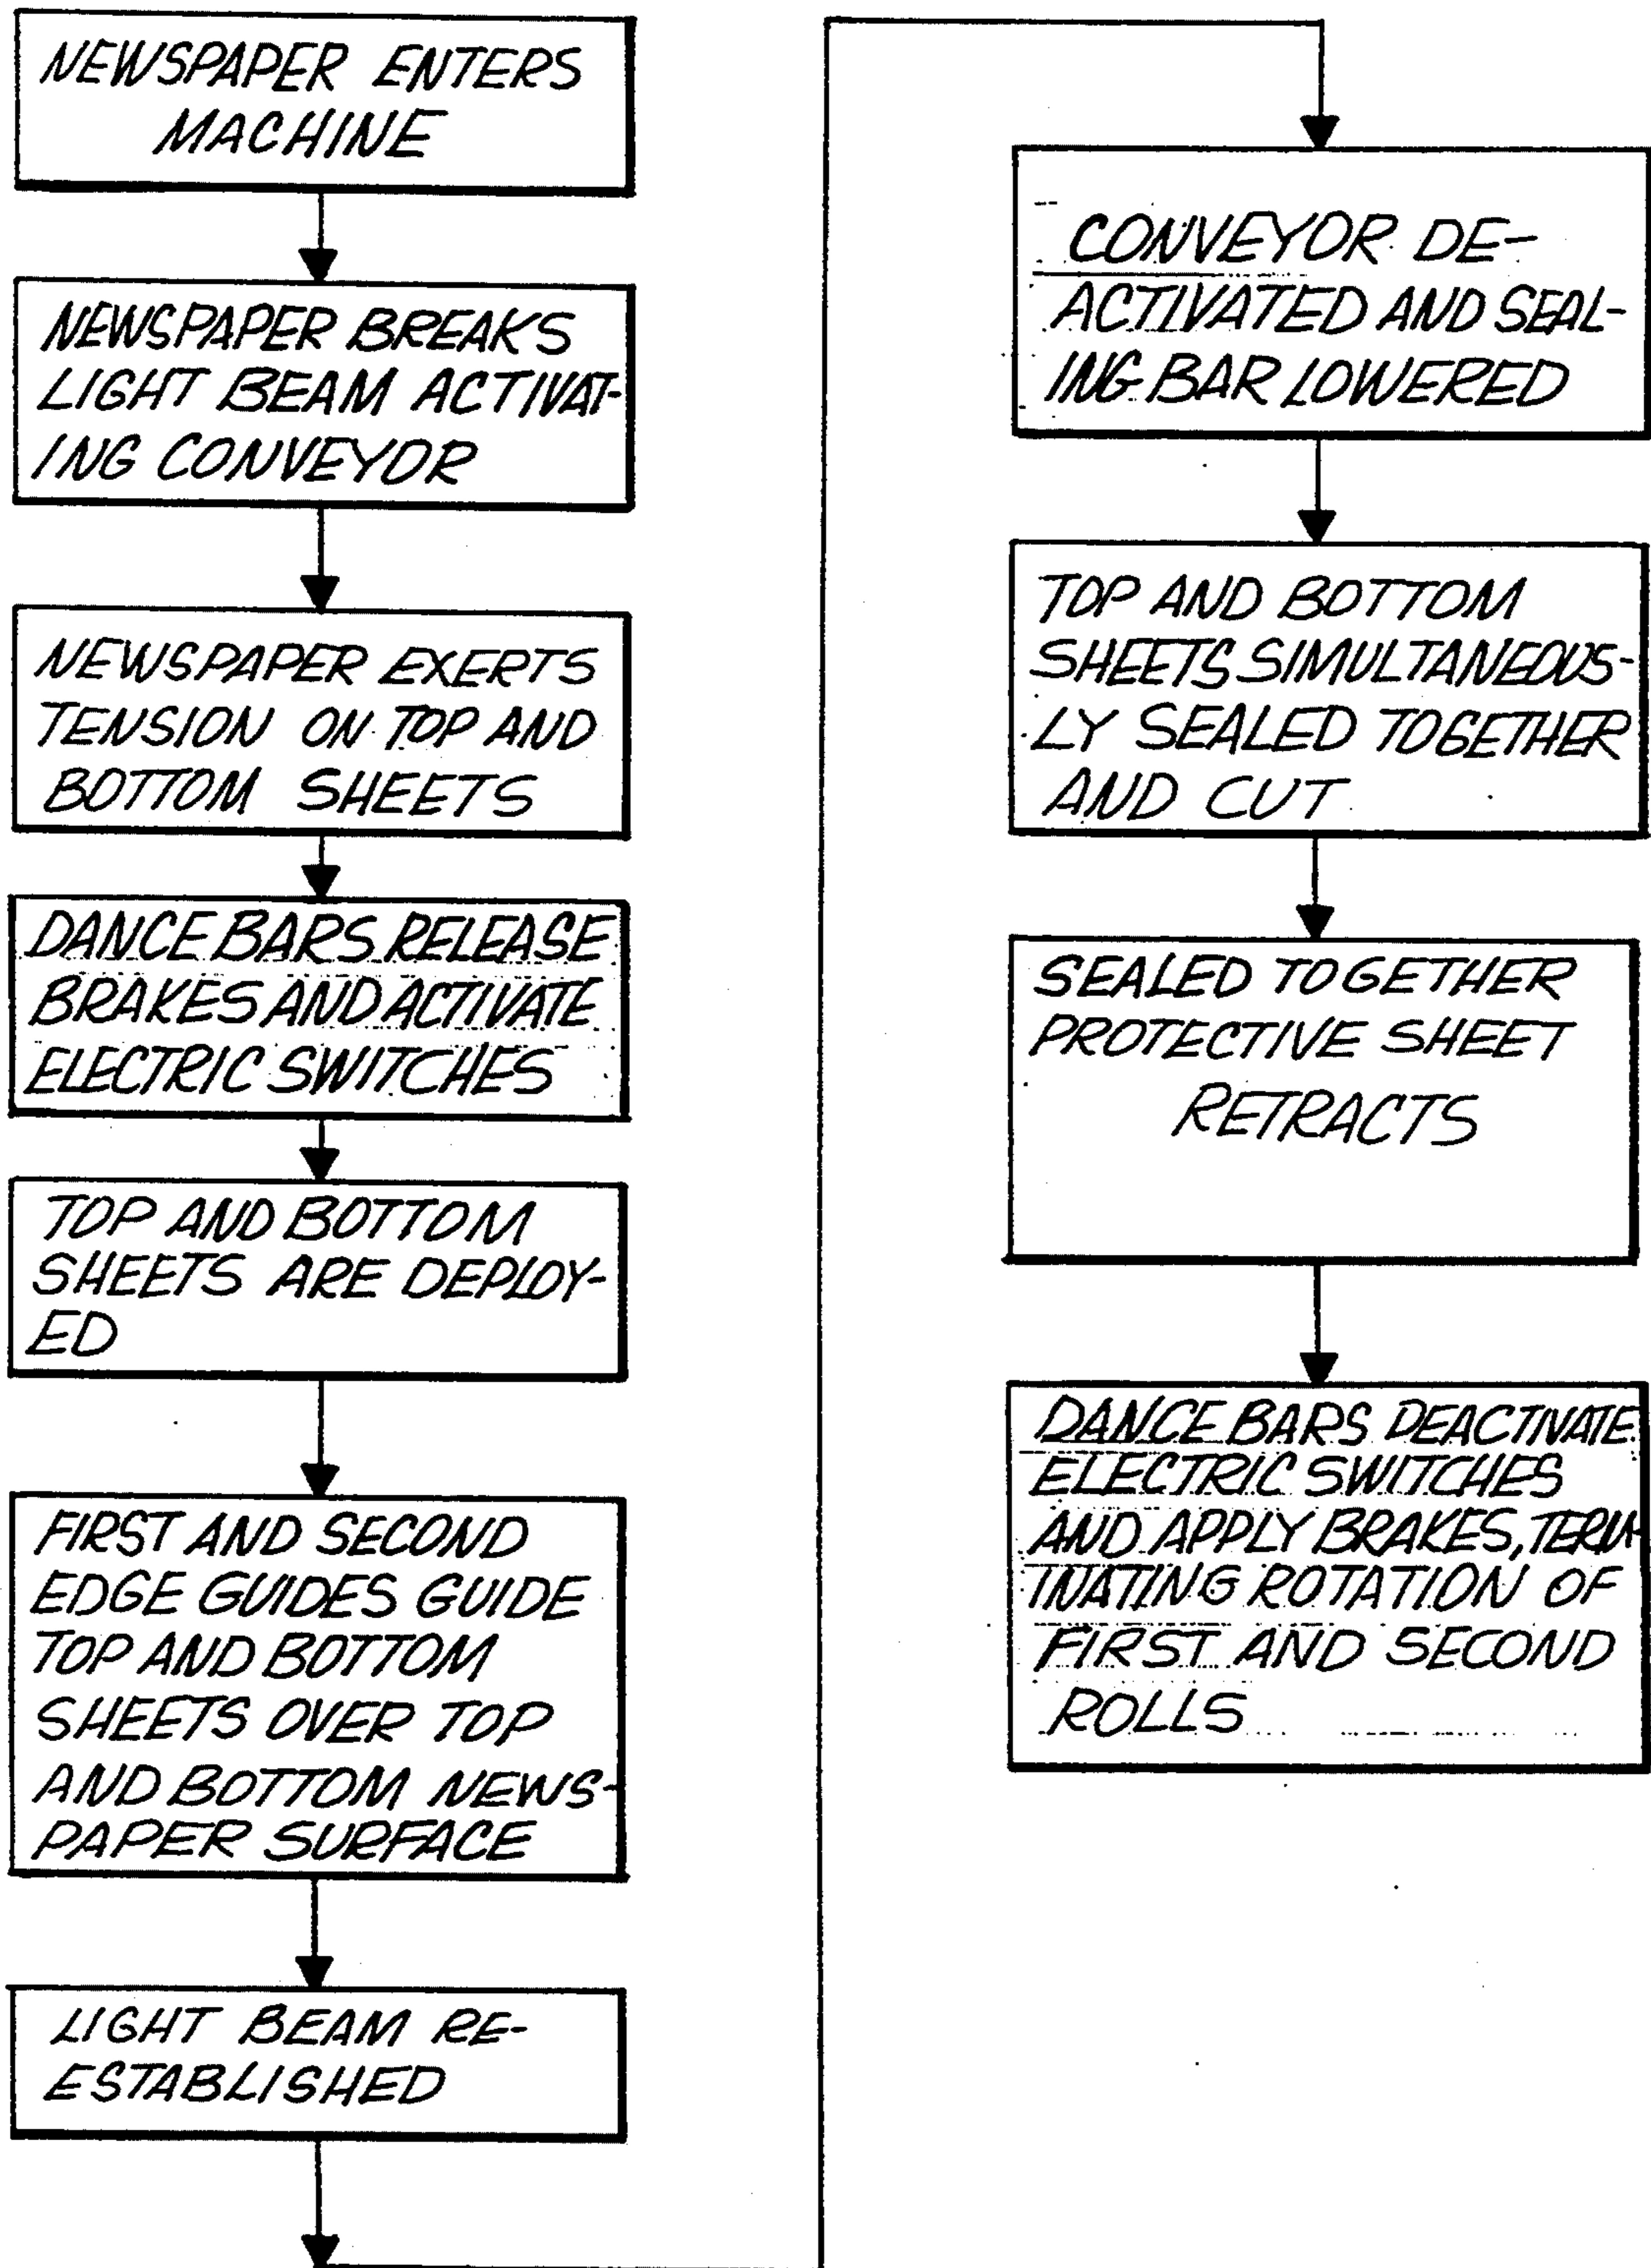 NEWSPAPER ENTERS
MACHINE
NEWSPAPER BREAKS
LIGHT BEAM ACTIVAT-
ING CONVEYOR
NEWSPAPER EXERTS
TENSION ON TOP AND
BOTTOM SHEETS
DANCE BARS RELEASE
BRAKES AND ACTIVATE
ELECTRIC SWITCHES
TOP AND BOTTOM
SHEETS ARE DEPLOY-
ED
FIRST AND SECOND
EDGE GUIDES GUIDE
TOP AND BOTTOM
SHEETS OVER TOP
AND BOTTOM NEWS-
PAPER SURFACE
LIGHT BEAM RE-
ESTABLISHED
CONVEYOR DE-
ACTIVATED AND SEAL-
ING BAR LOWERED
TOP AND BOTTOM
SHEETS SIMULTANEOUS-
LY SEALED TOGETHER
AND CUT
SEALED TOGETHER
PROTECTIVE SHEET
RETRACTS
DANCE BARS DEACTIVATE
ELECTRIC SWITCHES
AND APPLY BRAKES, TERM-
INATING ROTATION OF
FIRST AND SECOND
ROLLS